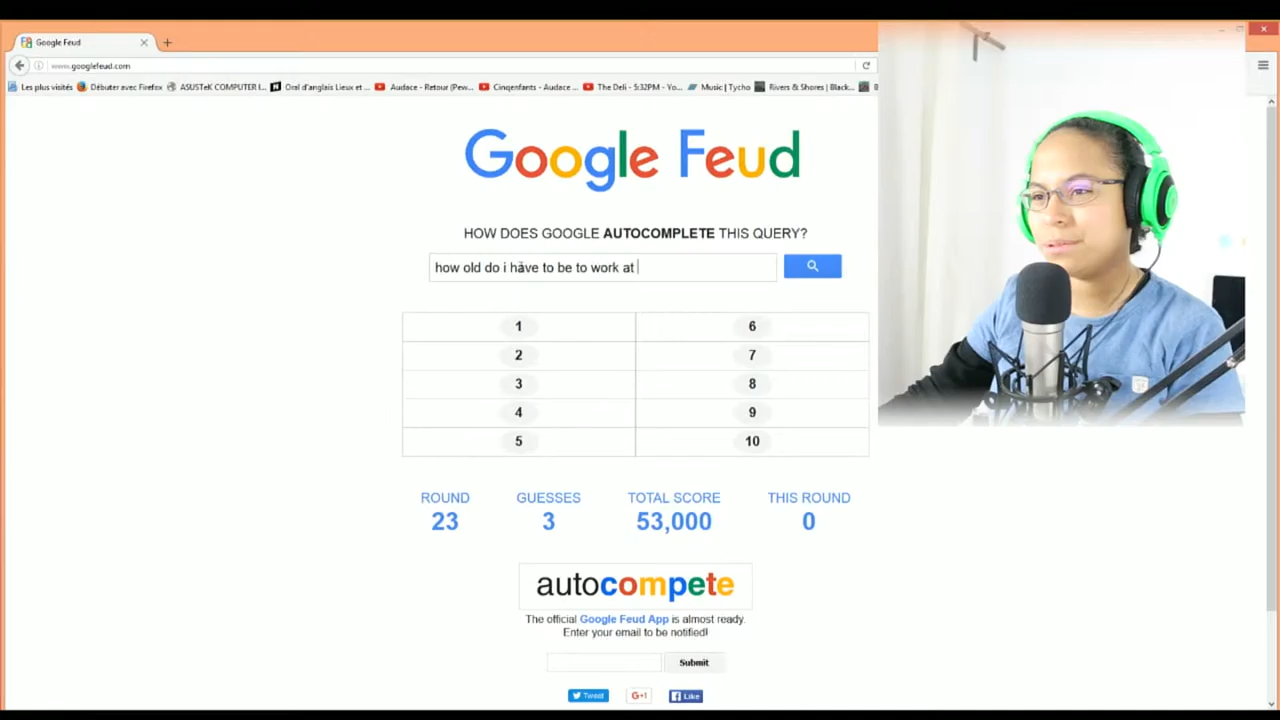 Google Feud
www.googlefeud.com
Les plus visités
Débuter avec Firefox
ASUSTeK COMPUTER I...
Oral d'anglais Lieux et ...
Audace - Retour (Pew...
Cinqenfants - Audace ...
The Deli - 5:32PM - Yo...
Music | Tycho
Rivers & Shores | Black...
Google Feud
HOW DOES GOOGLE AUTOCOMPLETE THIS QUERY?
how old do i have to be to work at
1 6
2 7
3 8
4 9
5 10
ROUND GUESSES TOTAL SCORE THIS ROUND
23 3 53,000 0
autocompete
The official Google Feud App is almost ready.
Enter your email to be notified!
Submit
Tweet G+1 Like